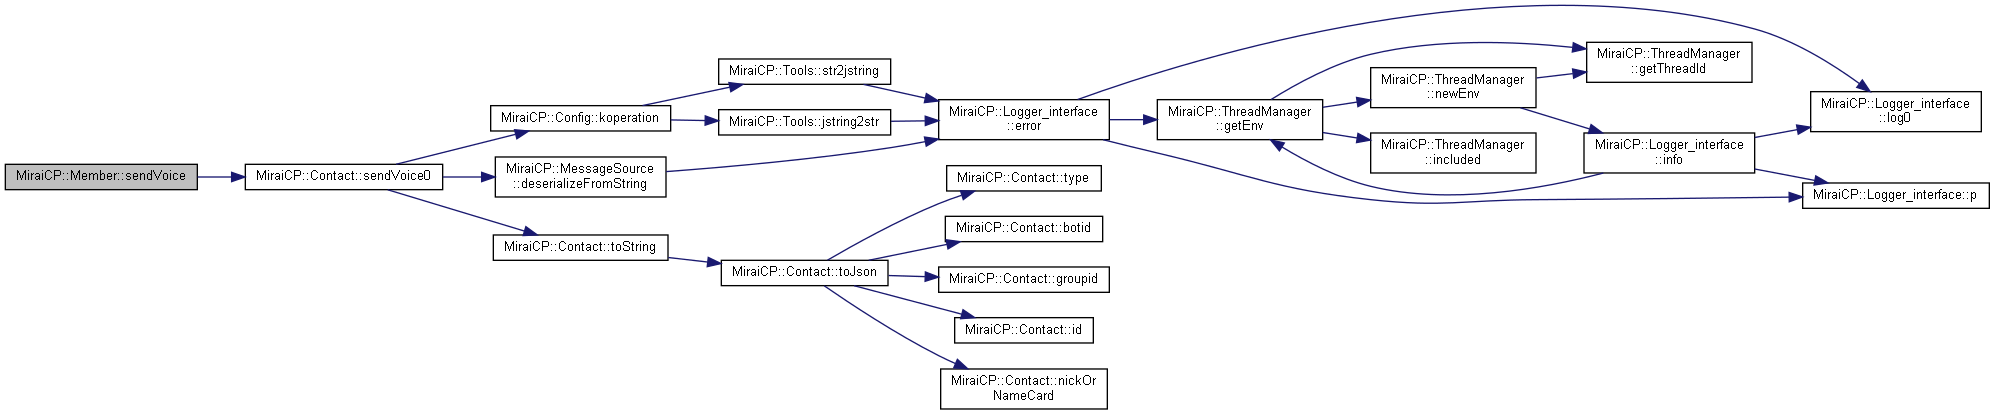 MiraiCP::Member::sendVoice
MiraiCP::Contact::sendVoice0
MiraiCP::Config::koperation
MiraiCP::MessageSource
::deserializeFromString
MiraiCP::Contact::toString
MiraiCP::Tools::str2jstring
MiraiCP::Tools::jstring2str
MiraiCP::Contact::toJson
MiraiCP::Logger_interface
::error
MiraiCP::Contact::type
MiraiCP::Contact::botid
MiraiCP::Contact::groupid
MiraiCP::Contact::id
MiraiCP::Contact::nickOr
NameCard
MiraiCP::ThreadManager
::getEnv
MiraiCP::ThreadManager
::newEnv
MiraiCP::ThreadManager
::included
MiraiCP::ThreadManager
::getThreadId
MiraiCP::Logger_interface
::info
MiraiCP::Logger_interface
::log0
MiraiCP::Logger_interface::p